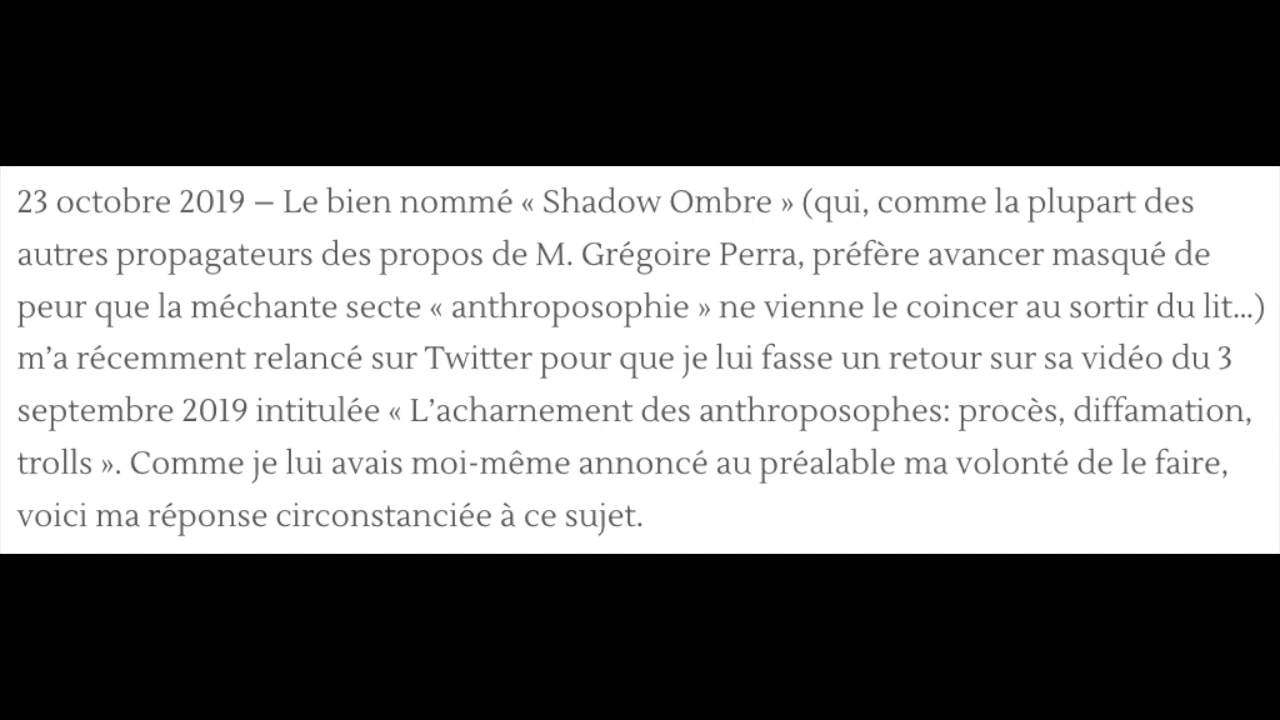 23 octobre 2019 – Le bien nommé « Shadow Ombre » (qui, comme la plupart des
autres propagateurs des propos de M. Grégoire Perra, préfère avancer masqué de
peur que la méchante secte « anthroposophie » ne vienne le coincer au sortir du lit...)
m’a récemment relancé sur Twitter pour que je lui fasse un retour sur sa vidéo du 3
septembre 2019 intitulée « L’acharnement des anthroposophes: procès, diffamation,
trolls ». Comme je lui avais moi-même annoncé au préalable ma volonté de le faire,
voici ma réponse circonstanciée à ce sujet.